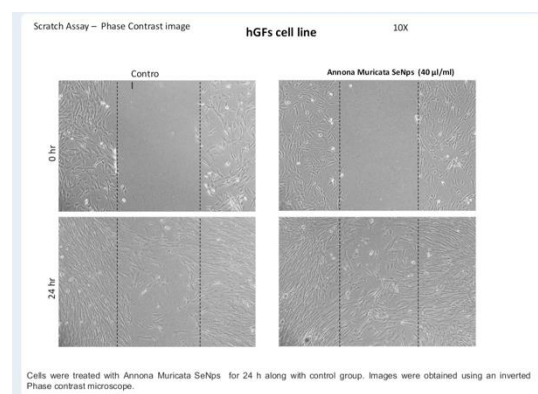 Scratch Assay – Phase Contrast image
hGFs cell line
10X
Contro
l
Annona Muricata SeNps (40 µl/ml)
0 hr
24 hr
Cells were treated with Annona Muricata SeNps for 24 h along with control group. Images were obtained using an inverted
Phase contrast microscope.